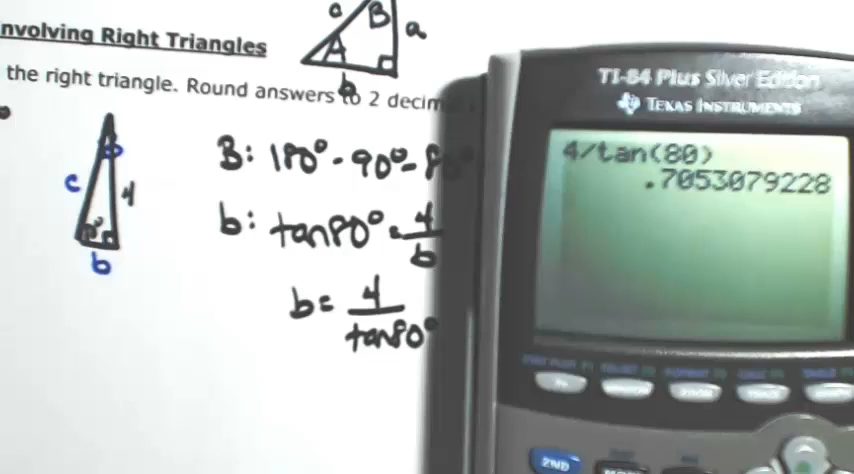 nvolving Right Triangles
c B a
A
b
the right triangle. Round answers to 2 decim
c 4
b
B: 180° - 90° - 80°
b: tan80° = 4/b
b = 4/tan80°
TI-84 Plus Silver Edition
TEXAS INSTRUMENTS
4/tan(80)
.7053079228
2ND